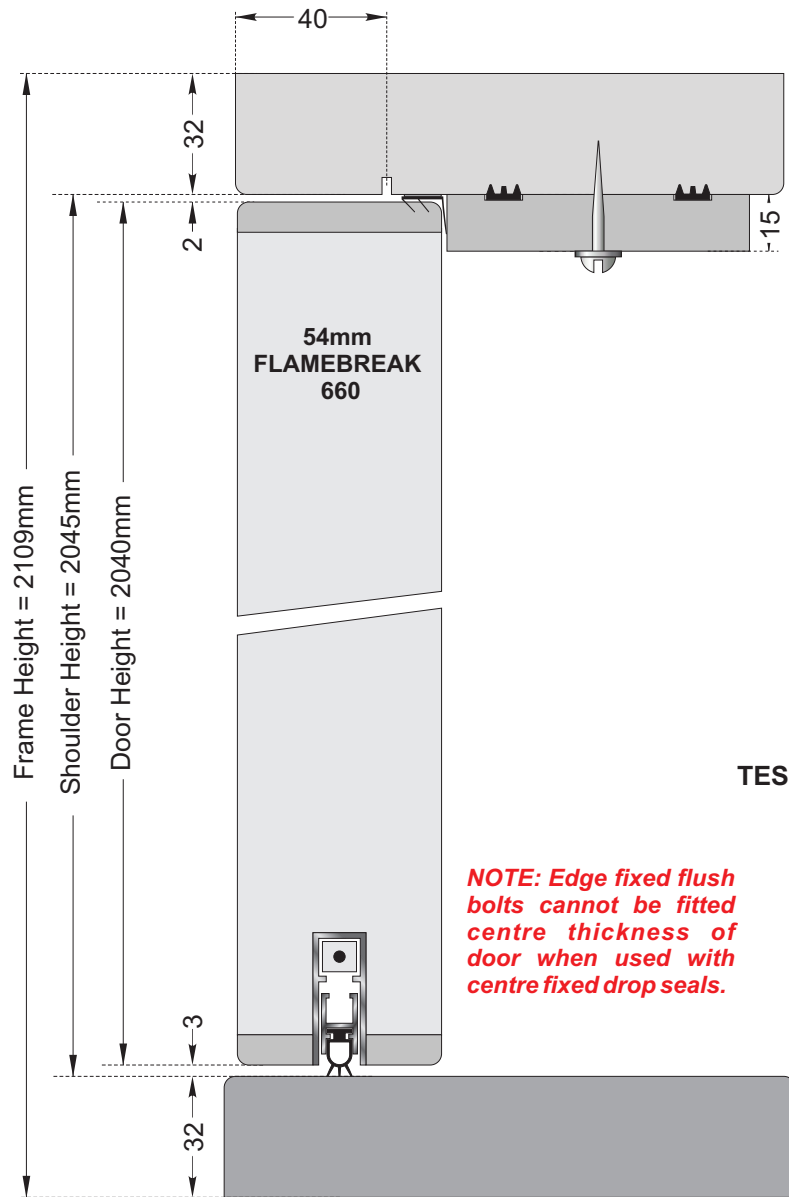 40
32
2
15
54mm
FLAMEBREAK
660
Frame Height = 2109mm
Shoulder Height = 2045mm
Door Height = 2040mm
TES
NOTE: Edge fixed flush
bolts cannot be fitted
centre thickness of
door when used with
centre fixed drop seals.
3
32